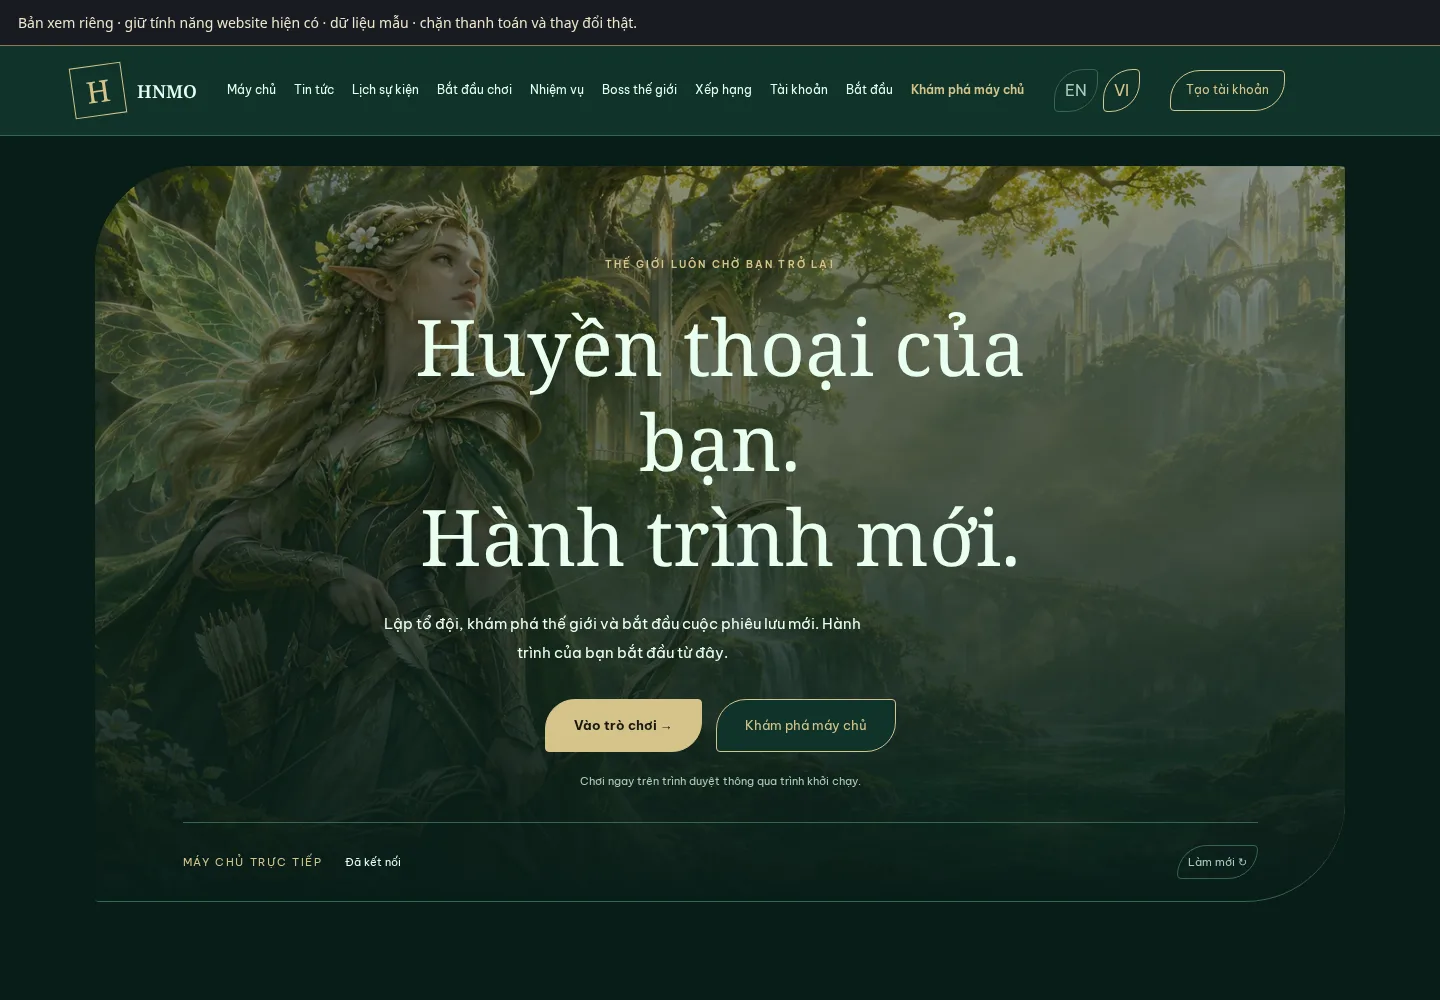 Bản xem riêng · giữ tính năng website hiện có · dữ liệu mẫu · chặn thanh toán và thay đổi thật.
H HNMO Máy chủ Tin tức Lịch sự kiện Bắt đầu chơi Nhiệm vụ Boss thế giới Xếp hạng Tài khoản Bắt đầu Khám phá máy chủ EN VI Tạo tài khoản
THẾ GIỚI LUÔN CHỜ BẠN TRỞ LẠI
Huyền thoại của
bạn.
Hành trình mới.
Lập tổ đội, khám phá thế giới và bắt đầu cuộc phiêu lưu mới. Hành
trình của bạn bắt đầu từ đây.
Vào trò chơi → Khám phá máy chủ
Chơi ngay trên trình duyệt thông qua trình khởi chạy.
MÁY CHỦ TRỰC TIẾP Đã kết nối Làm mới ↻